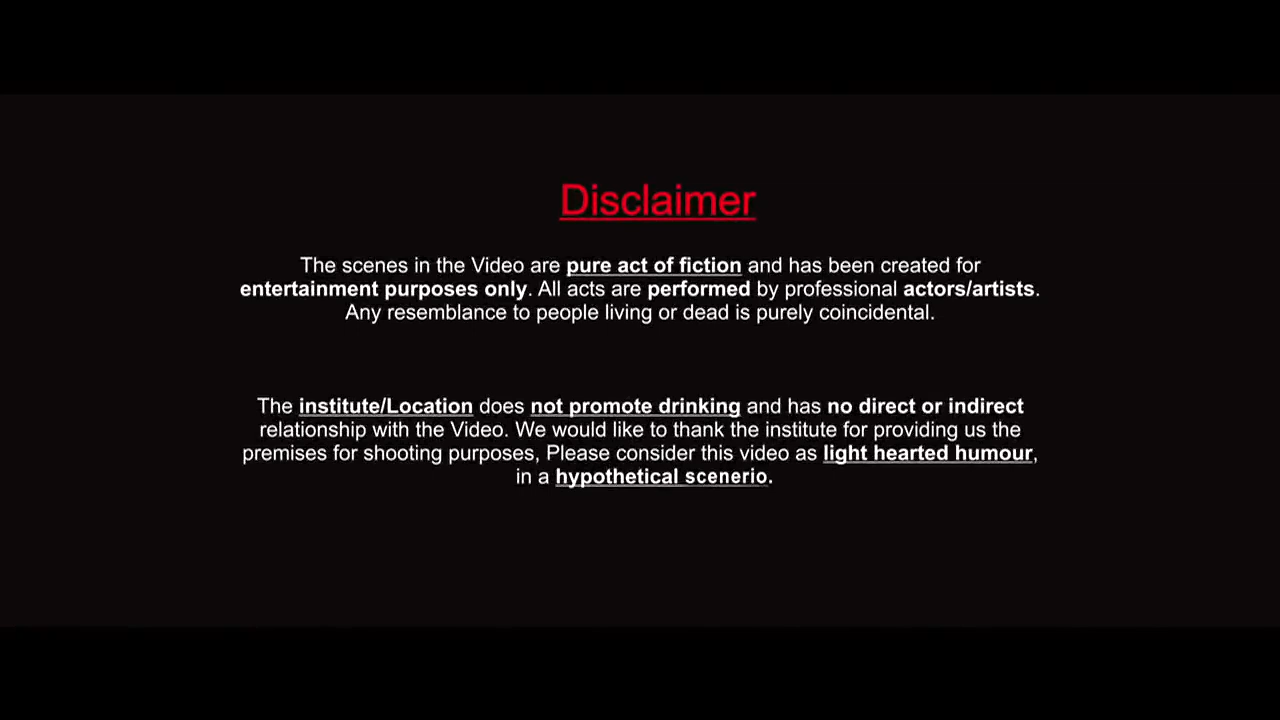 Disclaimer
The scenes in the Video are pure act of fiction and has been created for
entertainment purposes only. All acts are performed by professional actors/artists.
Any resemblance to people living or dead is purely coincidental.
The institute/Location does not promote drinking and has no direct or indirect
relationship with the Video. We would like to thank the institute for providing us the
premises for shooting purposes, Please consider this video as light hearted humour,
in a hypothetical scenerio.